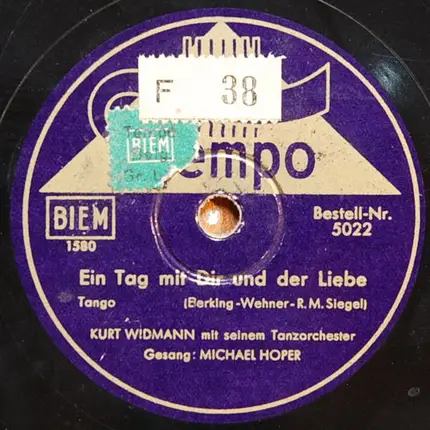 F 38
Tempo
BIEM
Tempo
BIEM
1580
Bestell-Nr.
5022
Ein Tag mit Dir und der Liebe
Tango (Berking-Wehner-R.M. Siegel)
KURT WIDMANN mit seinem Tanzorchester
Gesang: MICHAEL HOPER